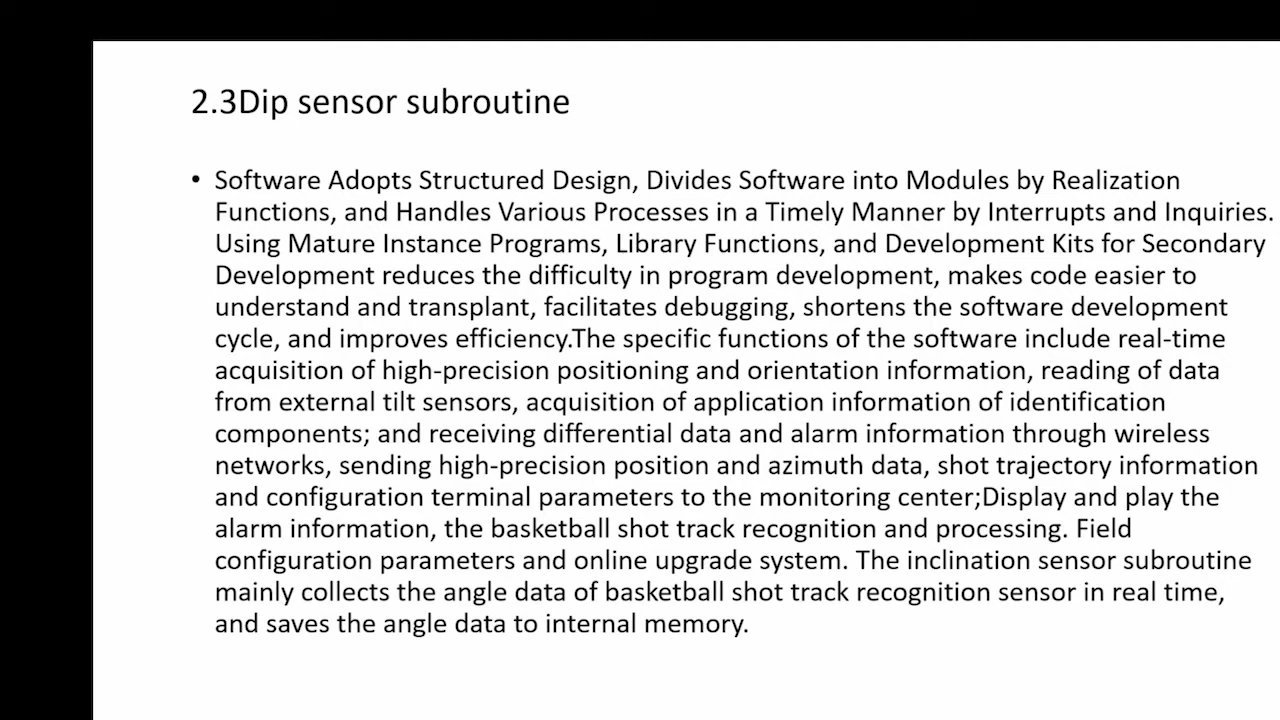 2.3Dip sensor subroutine
• Software Adopts Structured Design, Divides Software into Modules by Realization
Functions, and Handles Various Processes in a Timely Manner by Interrupts and Inquiries.
Using Mature Instance Programs, Library Functions, and Development Kits for Secondary
Development reduces the difficulty in program development, makes code easier to
understand and transplant, facilitates debugging, shortens the software development
cycle, and improves efficiency.The specific functions of the software include real-time
acquisition of high-precision positioning and orientation information, reading of data
from external tilt sensors, acquisition of application information of identification
components; and receiving differential data and alarm information through wireless
networks, sending high-precision position and azimuth data, shot trajectory information
and configuration terminal parameters to the monitoring center;Display and play the
alarm information, the basketball shot track recognition and processing. Field
configuration parameters and online upgrade system. The inclination sensor subroutine
mainly collects the angle data of basketball shot track recognition sensor in real time,
and saves the angle data to internal memory.